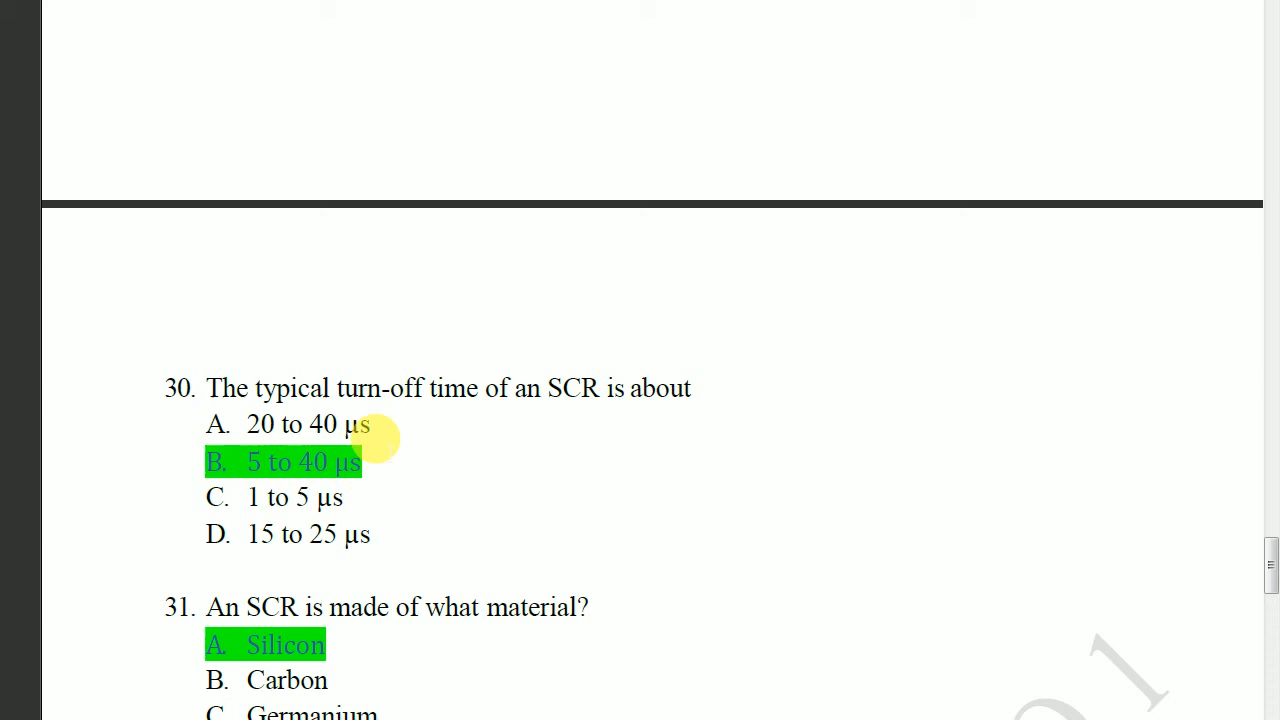 30. The typical turn-off time of an SCR is about
A. 20 to 40 µs
B. 5 to 40 µs
C. 1 to 5 µs
D. 15 to 25 µs
31. An SCR is made of what material?
A. Silicon
B. Carbon
C. Germanium